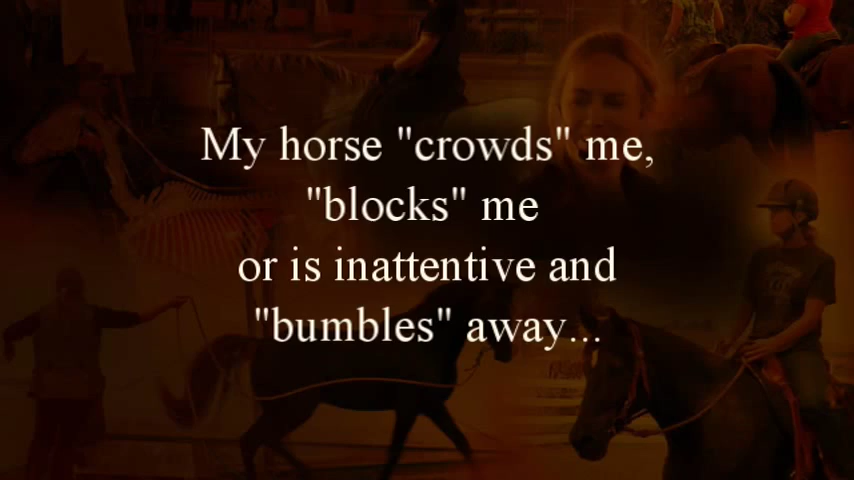 My horse "crowds" me,
"blocks" me
or is inattentive and
"bumbles" away...